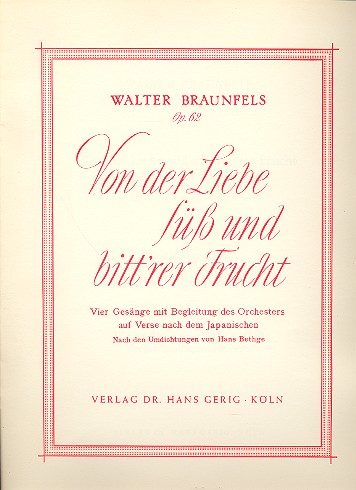 WALTER BRAUNFELS
Op. 62
Von der Liebe
süß und
bitt'rer Frucht
Vier Gesänge mit Begleitung des Orchesters
auf Verse nach dem Japanischen
Nach den Umdichtungen von Hans Bethge
VERLAG DR. HANS GERIG · KÖLN